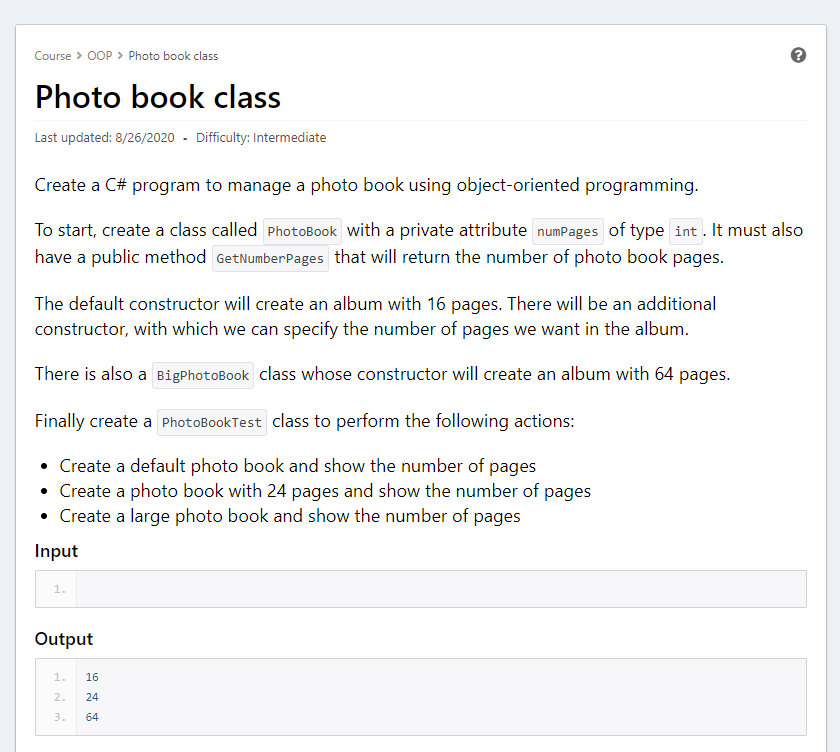 Course > OOP > Photo book class
Photo book class
Last updated: 8/26/2020 - Difficulty: Intermediate
Create a C# program to manage a photo book using object-oriented programming.
To start, create a class called PhotoBook with a private attribute numPages of type int. It must also
have a public method GetNumberPages that will return the number of photo book pages.
The default constructor will create an album with 16 pages. There will be an additional
constructor, with which we can specify the number of pages we want in the album.
There is also a BigPhotoBook class whose constructor will create an album with 64 pages.
Finally create a PhotoBookTest class to perform the following actions:
• Create a default photo book and show the number of pages
• Create a photo book with 24 pages and show the number of pages
• Create a large photo book and show the number of pages
Input
1.
Output
1. 16
2. 24
3. 64